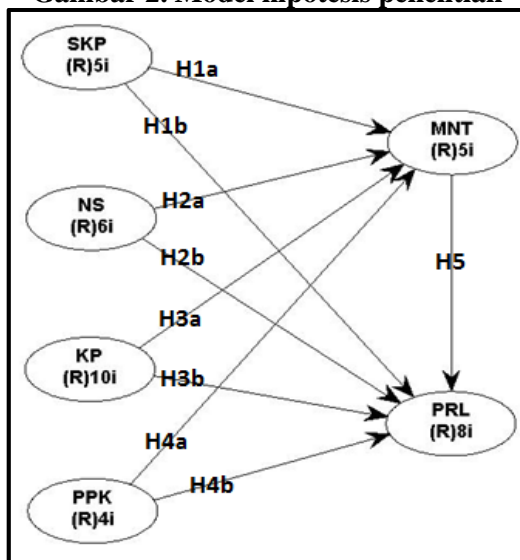 Gambar 2. Model hipotesis penelitian
SKP
(R)5i
H1a
H1b
MNT
(R)5i
NS
(R)6i
H2a
H2b
H5
H3a
KP
(R)10i
H3b
PRL
(R)8i
H4a
PPK
(R)4i
H4b